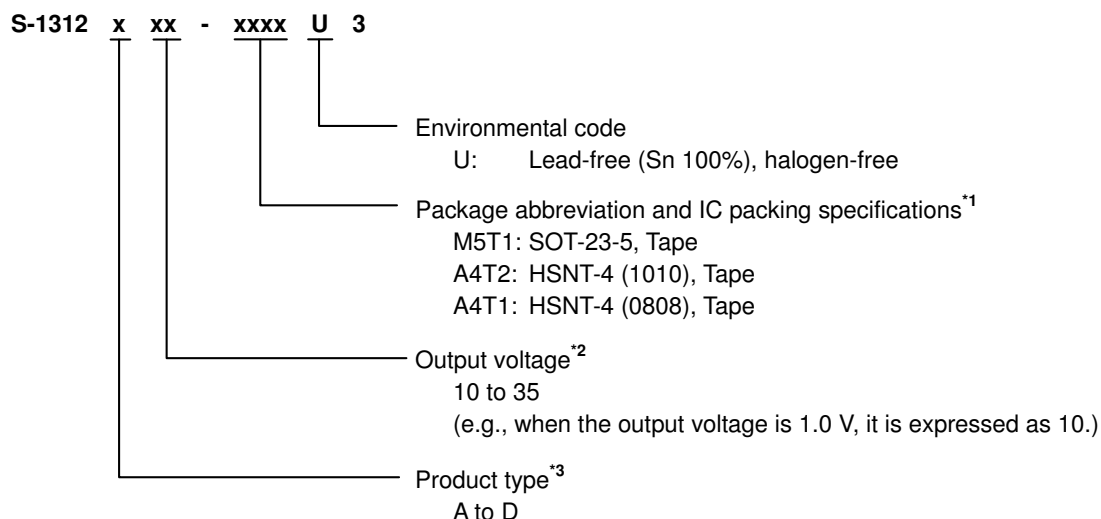 S-1312 x xx - xxxx U 3
Environmental code
U: Lead-free (Sn 100%), halogen-free
Package abbreviation and IC packing specifications*1
M5T1: SOT-23-5, Tape
A4T2: HSNT-4 (1010), Tape
A4T1: HSNT-4 (0808), Tape
Output voltage*2
10 to 35
(e.g., when the output voltage is 1.0 V, it is expressed as 10.)
Product type*3
A to D